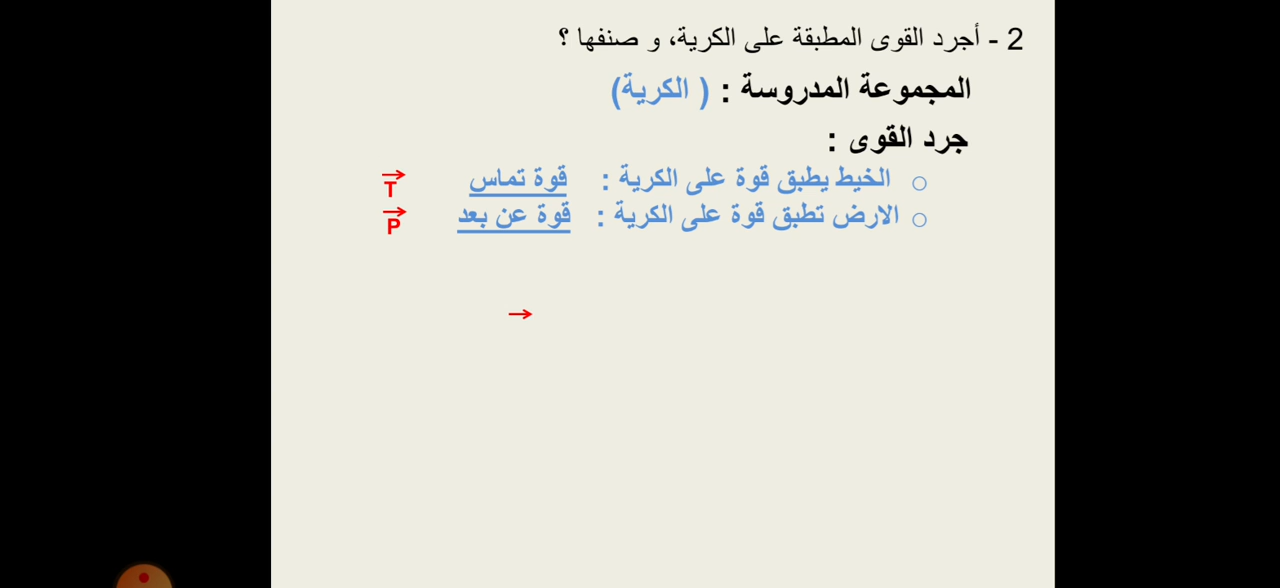 2 - أجرد القوى المطبقة على الكرية، و صنفها ؟
المجموعة المدروسة : ( الكرية)
جرد القوى :
○ الخيط يطبق قوة على الكرية : قوة تماس T→
○ الارض تطبق قوة على الكرية : قوة عن بعد P→
→